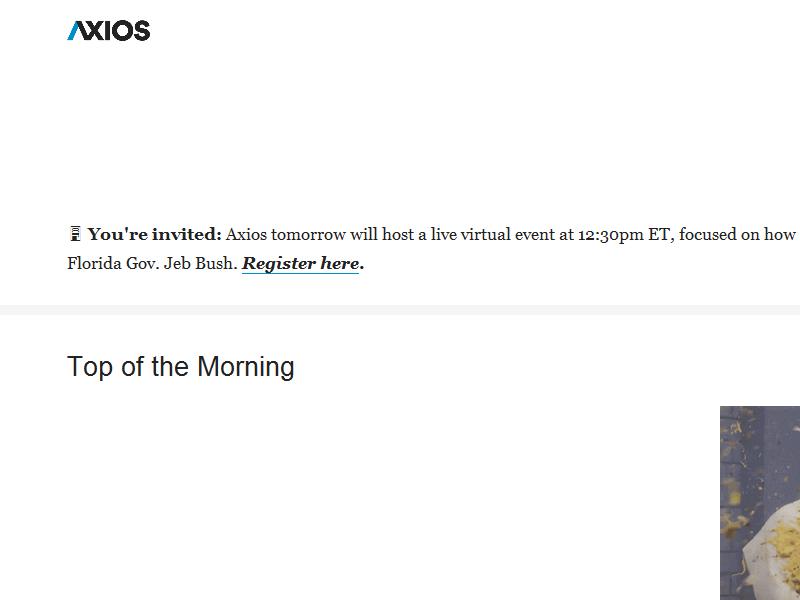 AXIOS
You're invited: Axios tomorrow will host a live virtual event at 12:30pm ET, focused on how
Florida Gov. Jeb Bush. Register here.
Top of the Morning